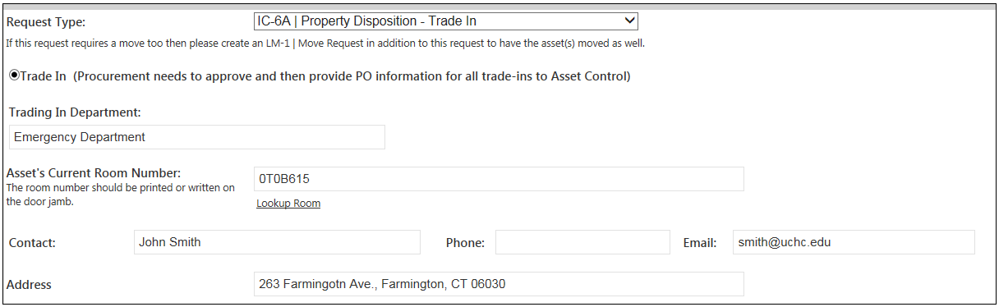 Request Type: IC-6A | Property Disposition - Trade In
If this request requires a move too then please create an LM-1 | Move Request in addition to this request to have the asset(s) moved as well.
Trade In (Procurement needs to approve and then provide PO information for all trade-ins to Asset Control)
Trading In Department:
Emergency Department
Asset's Current Room Number: 0T0B615
The room number should be printed or written on
the door jamb. Lookup Room
Contact: John Smith Phone: Email: smith@uchc.edu
Address 263 Farmingotn Ave., Farmington, CT 06030